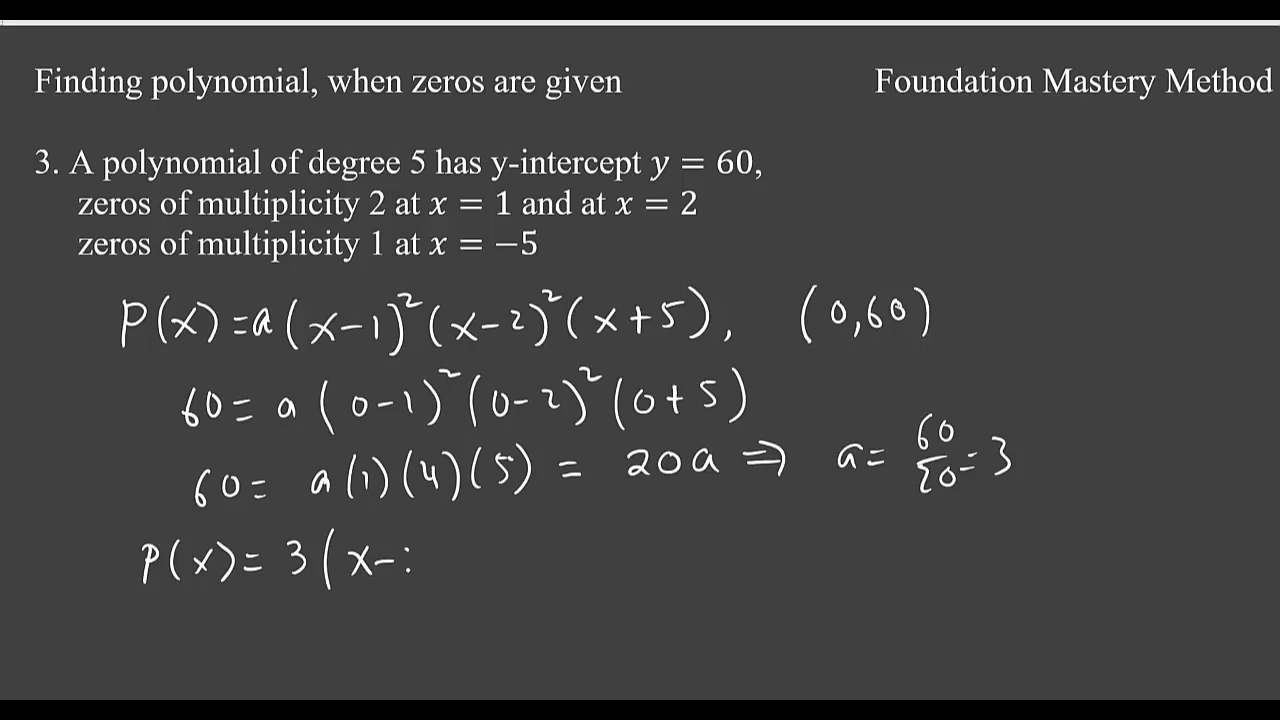 Finding polynomial, when zeros are given
Foundation Mastery Method
3. A polynomial of degree 5 has y-intercept y = 60,
zeros of multiplicity 2 at x = 1 and at x = 2
zeros of multiplicity 1 at x = −5
P(x)=a(x-1)²(x-2)²(x+5), (0,60)
60= a(0-1)²(0-2)²(0+5)
60= a(1)(4)(5) = 20a ⇒ a= 60/20 = 3
P(x)= 3(x-